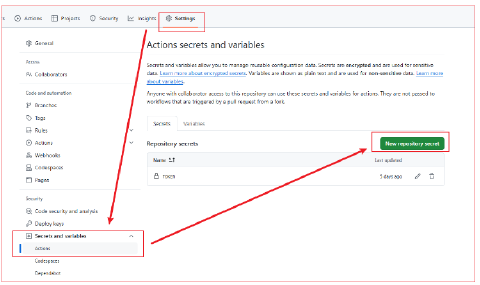 Actions
Projects
Security
Insights
Settings
General
Access
Collaborators
Code and automation
Branches
Tags
Rules
Actions
Webhooks
Codespaces
Pages
Security
Code security and analysis
Deploy keys
Secrets and variables
Actions
Codespaces
Dependabot
Actions secrets and variables
Secrets and variables allow you to manage reusable configuration data. Secrets are encrypted and are used for sensitive
data. Learn more about encrypted secrets. Variables are shown as plain text and are used for non-sensitive data. Learn more
about variables.
Anyone with collaborator access to this repository can use these secrets and variables for actions. They are not passed to
workflows that are triggered by a pull request from a fork.
Secrets
Variables
Repository secrets
New repository secret
Name
Last updated
days ago